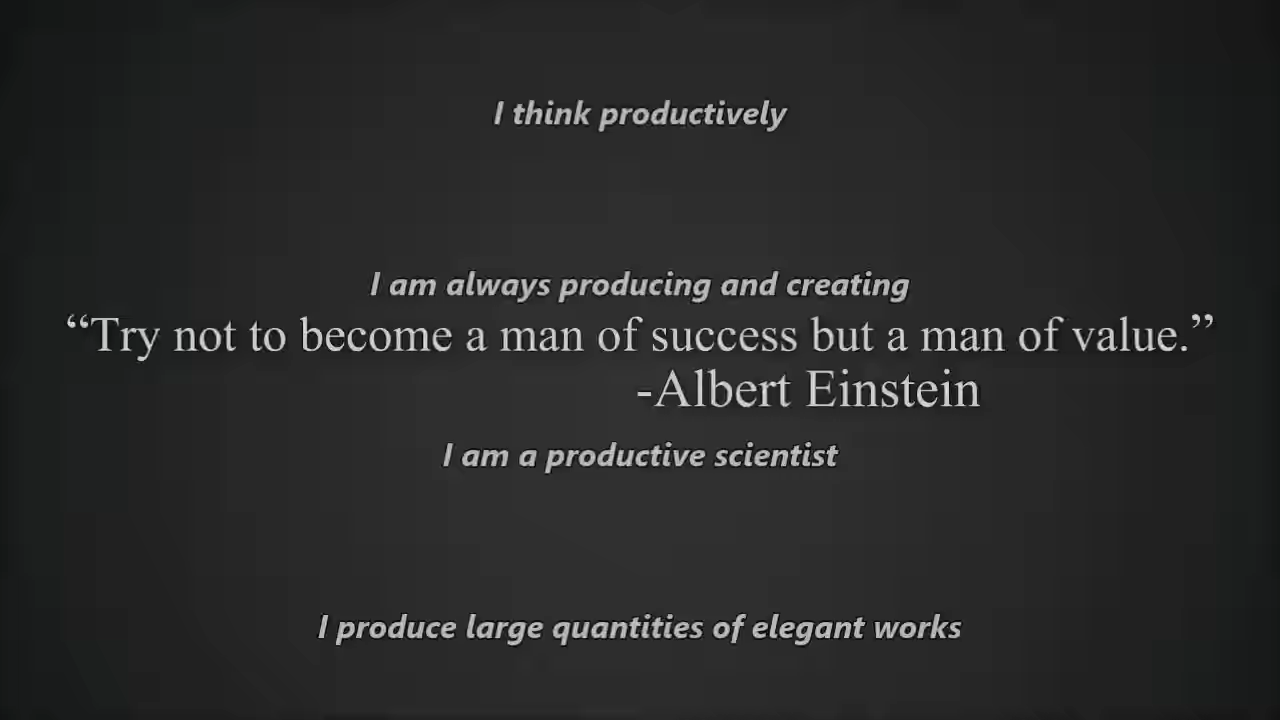 I think productively
I am always producing and creating
“Try not to become a man of success but a man of value.”
-Albert Einstein
I am a productive scientist
I produce large quantities of elegant works